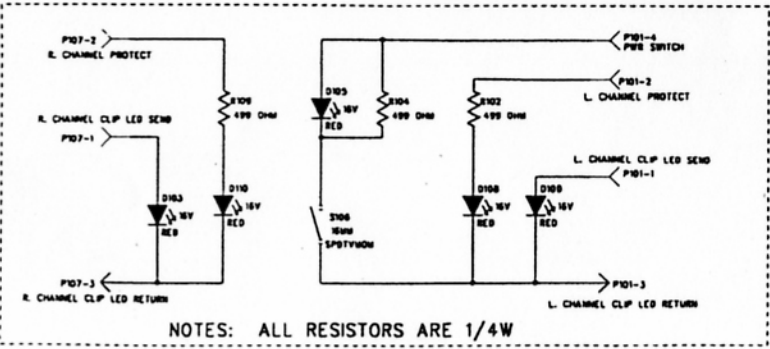 P107-2
R. CHANNEL PROTECT
R. CHANNEL CLIP LED SEND
P107-1
R109
499 OHM
D103
16V
RED
D110
16V
RED
P107-3
R. CHANNEL CLIP LED RETURN
P101-4
PWR SWITCH
D105
16V
RED
R104
499 OHM
R102
499 OHM
P101-2
L. CHANNEL PROTECT
L. CHANNEL CLIP LED SEND
P101-1
S106
16MM
SPDTVMOM
D108
16V
RED
16V
RED
P101-3
L. CHANNEL CLIP LED RETURN
NOTES: ALL RESISTORS ARE 1/4W